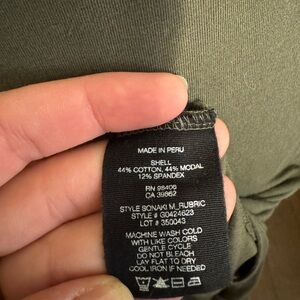 MADE IN PERU
SHELL
44% COTTON, 44% MODAL
12% SPANDEX
RN 98406
CA 39962
STYLE SONAKI M_RUBRIC
STYLE # G0424623
LOT # 350043
MACHINE WASH COLD
WITH LIKE COLORS
GENTLE CYCLE
DO NOT BLEACH
LAY FLAT TO DRY
COOL IRON IF NEEDED